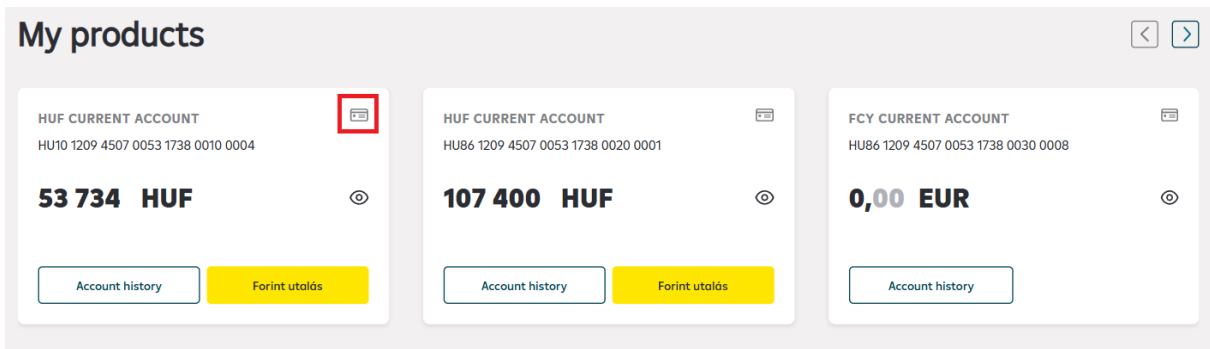 My products
HUF CURRENT ACCOUNT
HU10 1209 4507 0053 1738 0010 0004
53 734 HUF
Account history
Forint utalás
HUF CURRENT ACCOUNT
HU86 1209 4507 0053 1738 0020 0001
107 400 HUF
Account history
Forint utalás
FCY CURRENT ACCOUNT
HU86 1209 4507 0053 1738 0030 0008
0,00 EUR
Account history